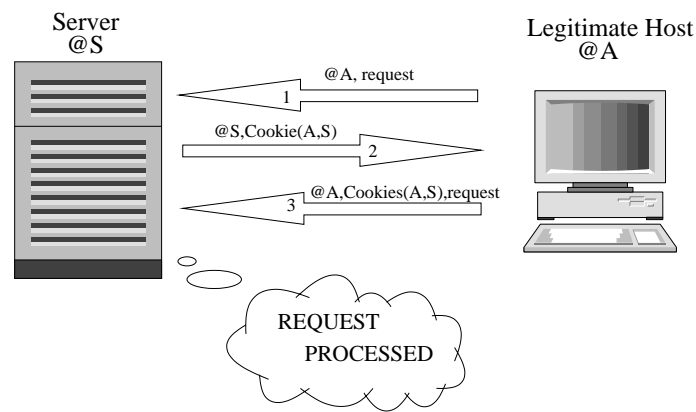 Server
@S
Legitimate Host
@A
@A, request
1
@S,Cookie(A,S)
2
@A,Cookies(A,S),request
3
REQUEST
PROCESSED